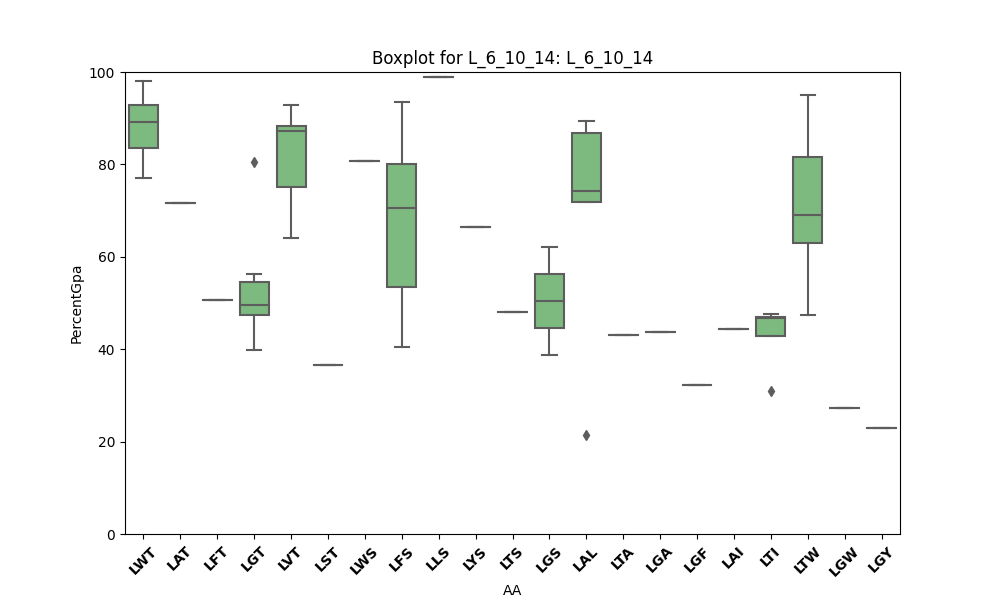 Boxplot for L_6_10_14: L_6_10_14
100
80
60
40
20
0
PercentGpa
LWT LAT LFT LGT LVT LST LWS LFS LLS LYS LTS LGS LAL LTA LGA LGF LAI LTI LTW LGW LGY
AA